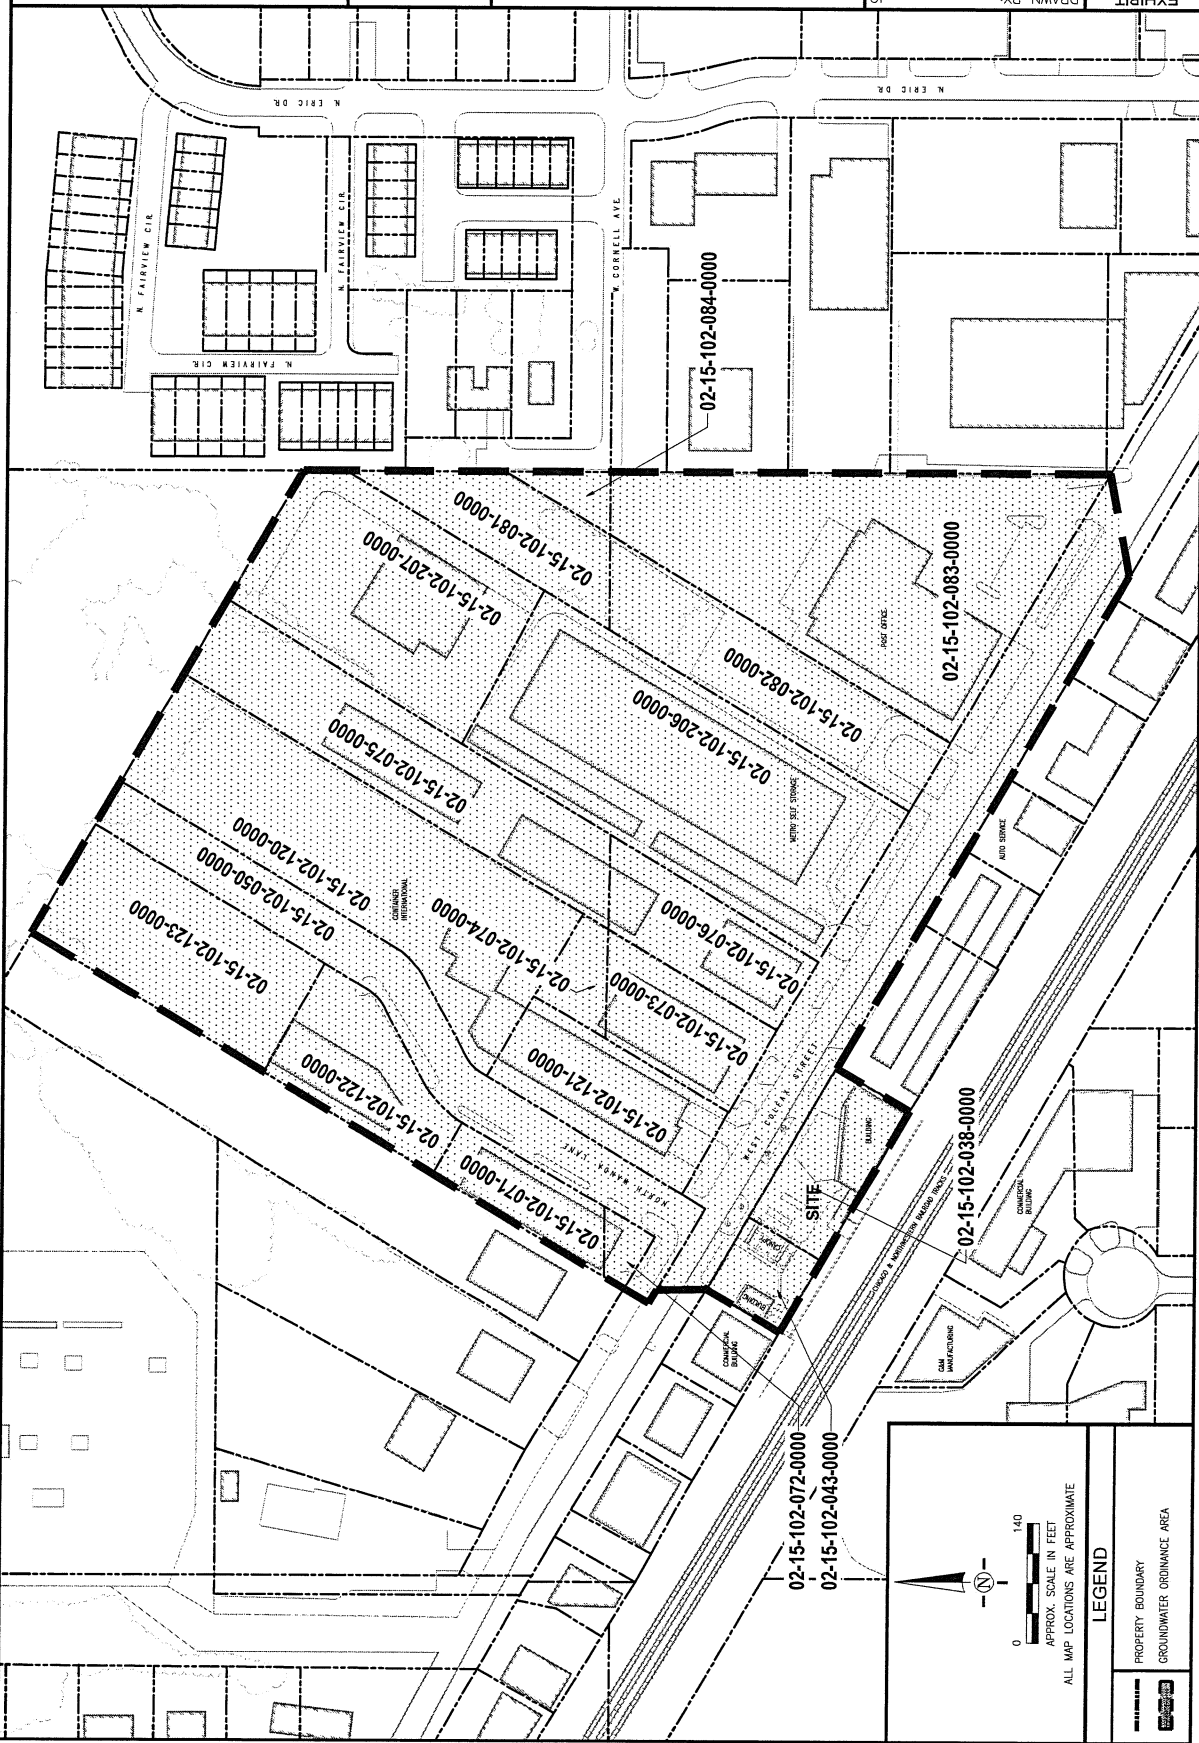 EXHIBIT
DRAWN BY:
N. ERIC DR.
N. ERIC DR.
N. FAIRVIEW CIR.
N. FAIRVIEW CIR.
N. FAIRVIEW CIR.
N. CORNELL AVE.
02-15-102-084-0000
02-15-102-081-0000
02-15-102-207-0000
02-15-102-083-0000
POST OFFICE
02-15-102-082-0000
02-15-102-206-0000
METRO SELF STORAGE
02-15-102-075-0000
02-15-102-120-0000
02-15-102-050-0000
02-15-102-123-0000
CONTAINER
INTERNATIONAL
02-15-102-074-0000
02-15-102-076-0000
02-15-102-073-0000
02-15-102-121-0000
02-15-102-122-0000
02-15-102-071-0000
NORTH WANDA LANE
WEST COLFAX STREET
AUTO SERVICE
BUILDING
SITE
CANOPY
BUILDING
COMMERCIAL
BUILDING
02-15-102-038-0000
CHICAGO & NORTHWESTERN RAILROAD TRACKS
COMMERCIAL
BUILDING
MANUFACTURING
02-15-102-072-0000
02-15-102-043-0000
N
0 140
APPROX. SCALE IN FEET
ALL MAP LOCATIONS ARE APPROXIMATE
LEGEND
PROPERTY BOUNDARY
GROUNDWATER ORDINANCE AREA